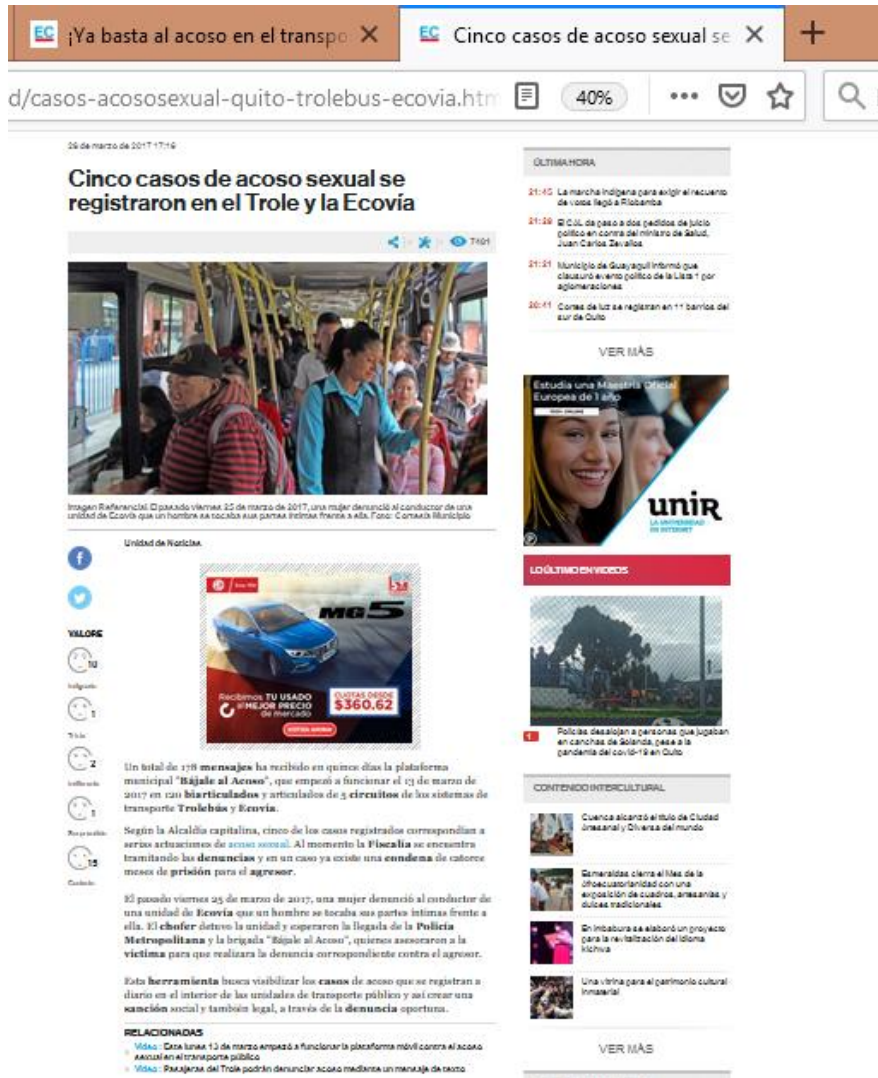 EC ¡Ya basta al acoso en el transpo
EC Cinco casos de acoso sexual se
d/casos-acososexual-quito-trolebus-ecovia.htm
40%
26 de marzo de 2017 17:16
Cinco casos de acoso sexual se
registraron en el Trole y la Ecovía
Imagen Referencial. El pasado viernes 25 de marzo de 2017, una mujer denunció al conductor de una
unidad de Ecovía que un hombre se tocaba sus partes íntimas frente a ella. Foto: Cortesía Municipio
Unidad de Noticias
MG
MG5
Recibimos TU USADO
al MEJOR PRECIO
de mercado
CUOTAS DESDE
$360.62
VALORE
10
Indignado
1
Triste
2
Indiferente
1
Sorprendido
15
Contento
Un total de 178 mensajes ha recibido en quince días la plataforma
municipal "Bájale al Acoso", que empezó a funcionar el 13 de marzo de
2017 en 120 biarticulados y articulados de 5 circuitos de los sistemas de
transporte Trolebús y Ecovía.
Según la Alcaldía capitalina, cinco de los casos registrados correspondían a
serias actuaciones de acoso sexual. Al momento la Fiscalía se encuentra
tramitando las denuncias y en un caso ya existe una condena de catorce
meses de prisión para el agresor.
El pasado viernes 25 de marzo de 2017, una mujer denunció al conductor de
una unidad de Ecovía que un hombre se tocaba sus partes íntimas frente a
ella. El chofer detuvo la unidad y esperaron la llegada de la Policía
Metropolitana y la brigada "Bájale al Acoso", quienes asesoraron a la
víctima para que realizara la denuncia correspondiente contra el agresor.
Esta herramienta busca visibilizar los casos de acoso que se registran a
diario en el interior de las unidades de transporte público y así crear una
sanción social y también legal, a través de la denuncia oportuna.
RELACIONADAS
Video : Este lunes 13 de marzo empezó a funcionar la plataforma móvil contra el acoso
sexual en el transporte público
Video : Pasajeras del Trole podrán denunciar acoso mediante un mensaje de texto
ÚLTIMA HORA
21:45 La marcha indígena para exigir el recuento
de votos llegó a Riobamba
21:29 El CAL da paso a dos pedidos de juicio
político en contra del ministro de Salud,
Juan Carlos Zevallos
21:21 Municipio de Guayaquil informó que
clausuró evento político de la Lista 1 por
aglomeraciones
20:41 Cortes de luz se registran en 11 barrios del
sur de Quito
VER MÁS
Estudia una Maestría Oficial
Europea de 1 año
unir
LA UNIVERSIDAD
EN INTERNET
LO ÚLTIMO EN VIDEOS
1 Policías desalojan a personas que jugaban
en canchas de Solanda, pese a la
pandemia del covid-19 en Quito
CONTENIDO INTERCULTURAL
Cuenca alcanzó el título de Ciudad
Artesanal y Diversa del mundo
Esmeraldas cierra el Mes de la
afroecuatorianidad con una
exposición de cuadros, artesanías y
dulces tradicionales
En Imbabura se elaboró un proyecto
para la revitalización del idioma
kichwa
Una vitrina para el patrimonio cultural
inmaterial
VER MÁS